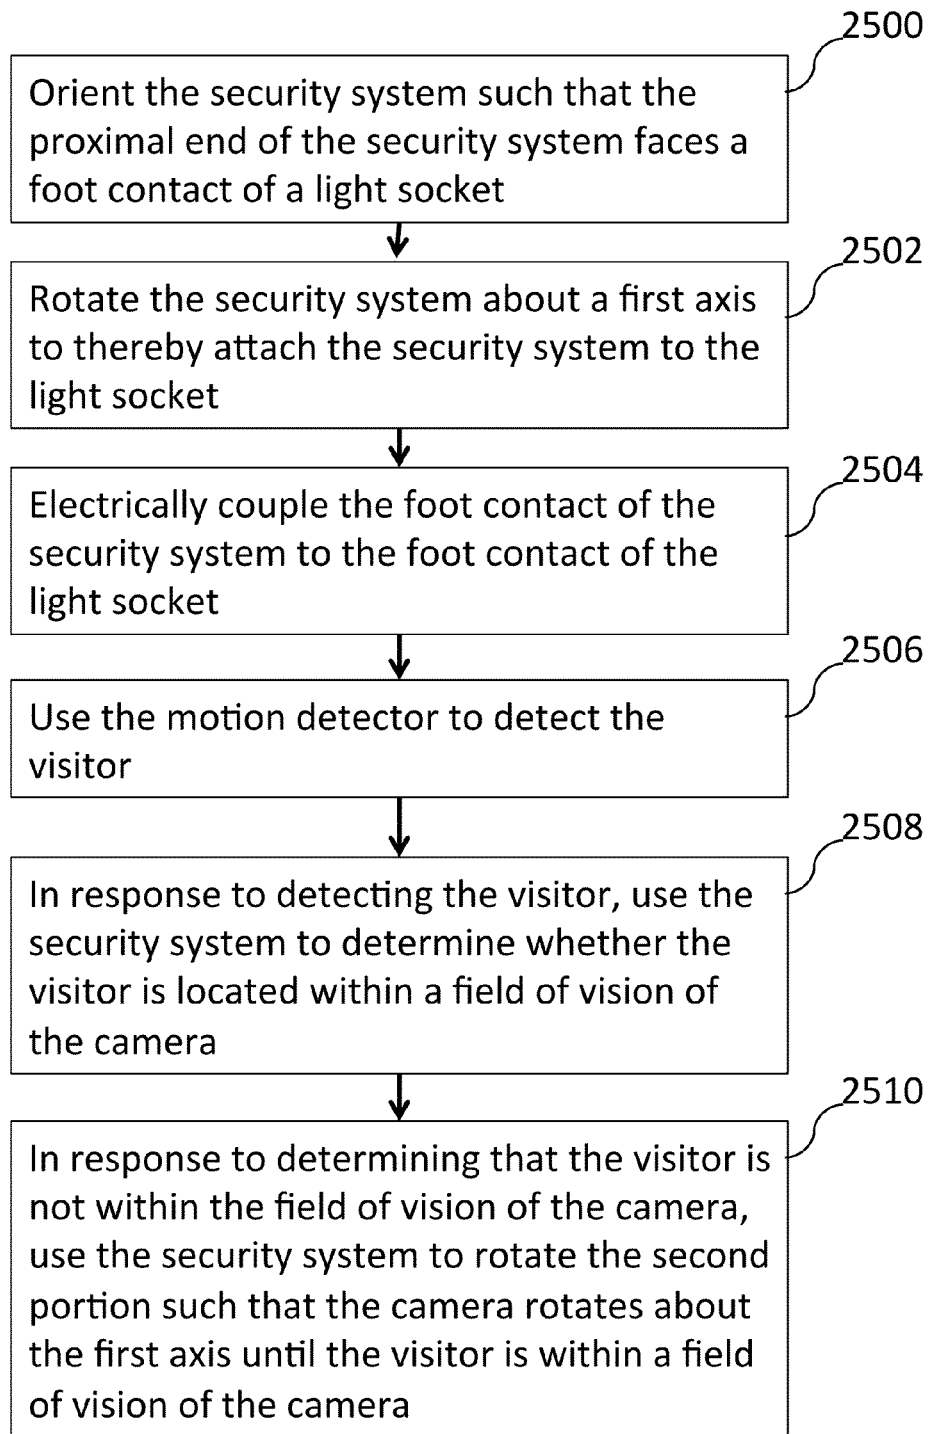 2500
Orient the security system such that the
proximal end of the security system faces a
foot contact of a light socket
2502
Rotate the security system about a first axis
to thereby attach the security system to the
light socket
2504
Electrically couple the foot contact of the
security system to the foot contact of the
light socket
2506
Use the motion detector to detect the
visitor
2508
In response to detecting the visitor, use the
security system to determine whether the
visitor is located within a field of vision of
the camera
2510
In response to determining that the visitor is
not within the field of vision of the camera,
use the security system to rotate the second
portion such that the camera rotates about
the first axis until the visitor is within a field
of vision of the camera